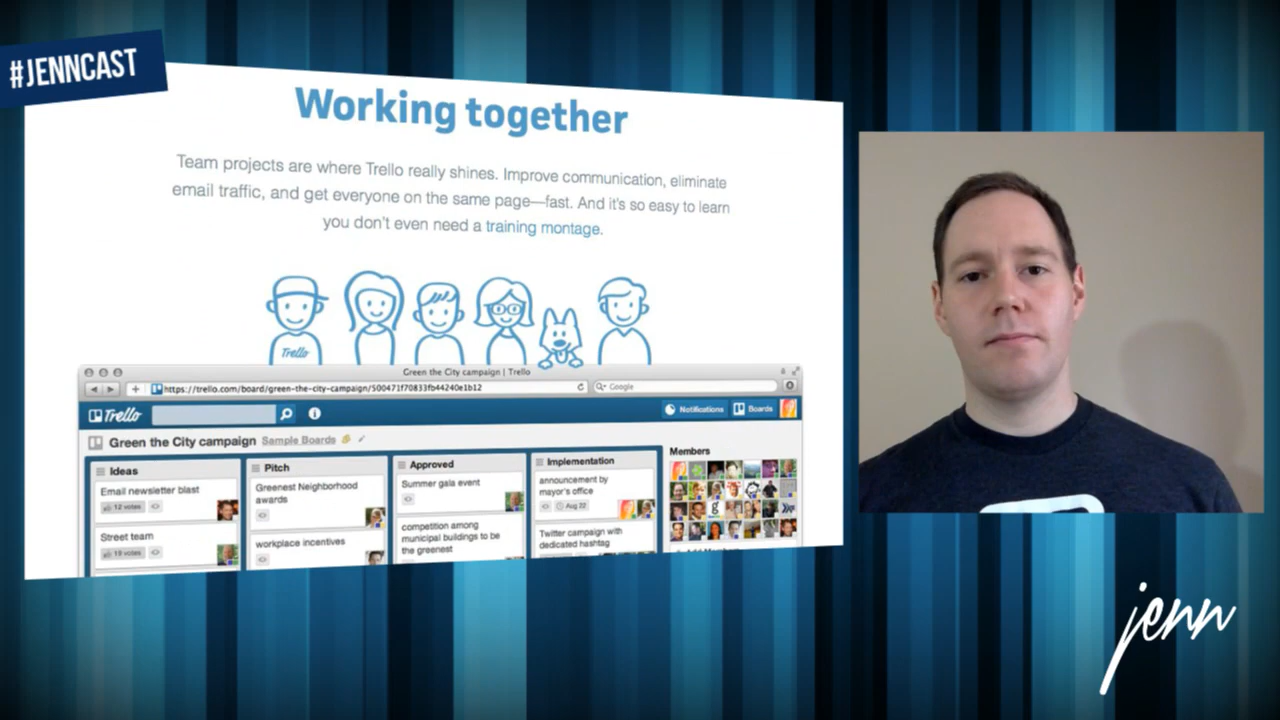 #JENNCAST
Working together
Team projects are where Trello really shines. Improve communication, eliminate
email traffic, and get everyone on the same page—fast. And it's so easy to learn
you don't even need a training montage.
Trello
Green the City campaign | Trello
https://trello.com/board/green-the-city-campaign/500471f70833fb44240e1b12
Google
Trello
Notifications
Boards
Green the City campaign Sample Boards
Members
Ideas
Email newsletter blast
12 votes
Street team
19 votes
Pitch
Greenest Neighborhood
awards
workplace incentives
Approved
Summer gala event
competition among
municipal buildings to be
the greenest
Implementation
announcement by
mayor's office
Aug 22
Twitter campaign with
dedicated hashtag
jenn